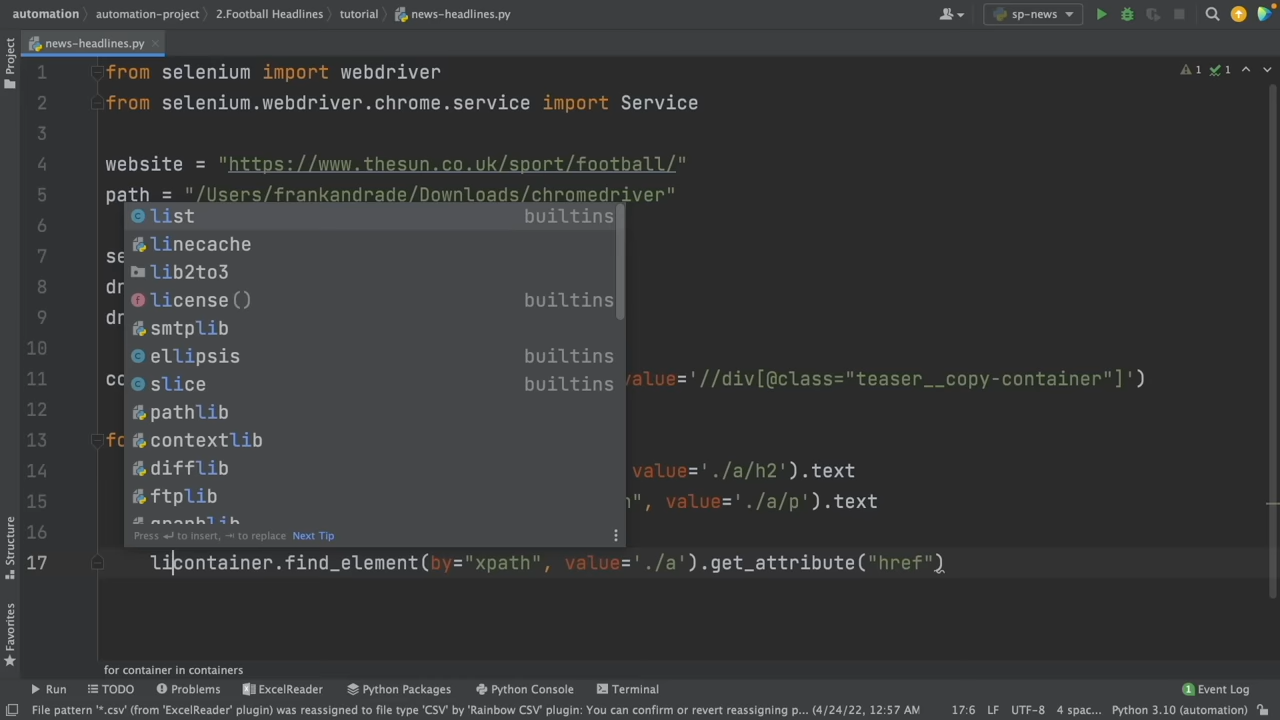 automation automation-project 2.Football Headlines tutorial news-headlines.py sp-news
news-headlines.py
Project
1 from selenium import webdriver 1 1
2 from selenium.webdriver.chrome.service import Service
3
4 website = "https://www.thesun.co.uk/sport/football/"
5 path = "/Users/frankandrade/Downloads/chromedriver"
6 list builtins
linecache
7 se
lib2to3
8 dr
license() builtins
9 dr
smtplib
10
ellipsis builtins
11 co value='//div[@class="teaser__copy-container"]')
slice builtins
12
pathlib
13 fo
contextlib
14 value='./a/h2').text
difflib
15 ", value='./a/p').text
ftplib
16
Press ↵ to insert, ⇥ to replace Next Tip
17 licontainer.find_element(by="xpath", value='./a').get_attribute("href")
Structure
Favorites
for container in containers
Run TODO Problems ExcelReader Python Packages Python Console Terminal 1 Event Log
File pattern '*.csv' (from 'ExcelReader' plugin) was reassigned to file type 'CSV' by 'Rainbow CSV' plugin: You can confirm or revert reassigning p... (4/24/22, 12:57 AM 17:6 LF UTF-8 4 spac... Python 3.10 (automation)